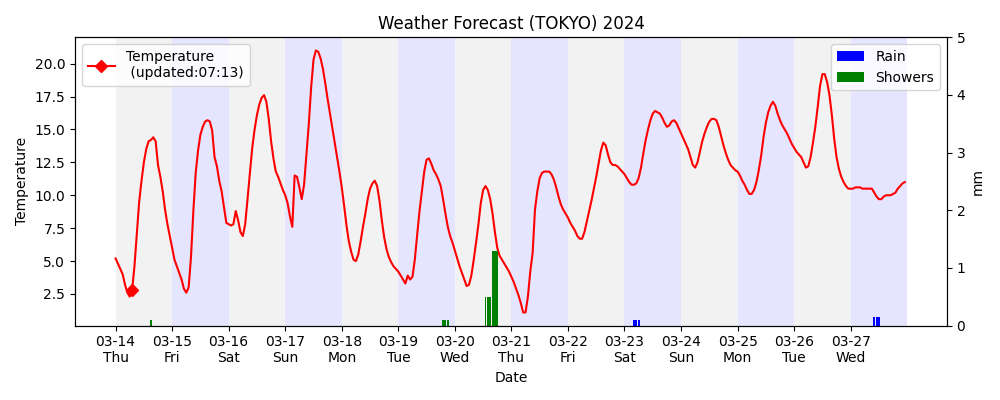 Weather Forecast (TOKYO) 2024
Temperature
(updated:07:13)
Rain
Showers
Temperature
20.0
17.5
15.0
12.5
10.0
7.5
5.0
2.5
5
4
3
2
1
0
mm
03-14 03-15 03-16 03-17 03-18 03-19 03-20 03-21 03-22 03-23 03-24 03-25 03-26 03-27
Thu Fri Sat Sun Mon Tue Wed Thu Fri Sat Sun Mon Tue Wed
Date